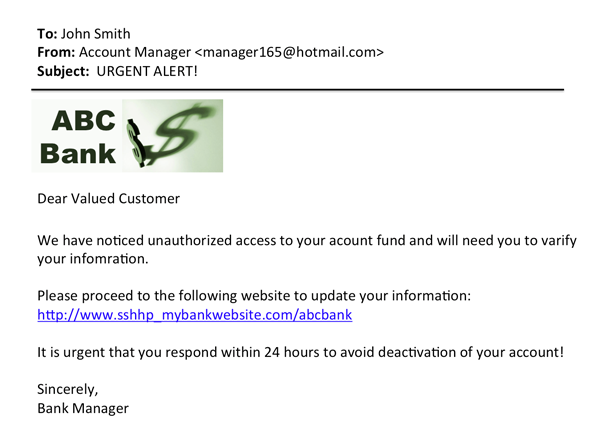 To: John Smith
From: Account Manager <manager165@hotmail.com>
Subject: URGENT ALERT!
ABC
Bank
Dear Valued Customer
We have noticed unauthorized access to your acount fund and will need you to varify
your infomration.
Please proceed to the following website to update your information:
http://www.sshhp_mybankwebsite.com/abcbank
It is urgent that you respond within 24 hours to avoid deactivation of your account!
Sincerely,
Bank Manager